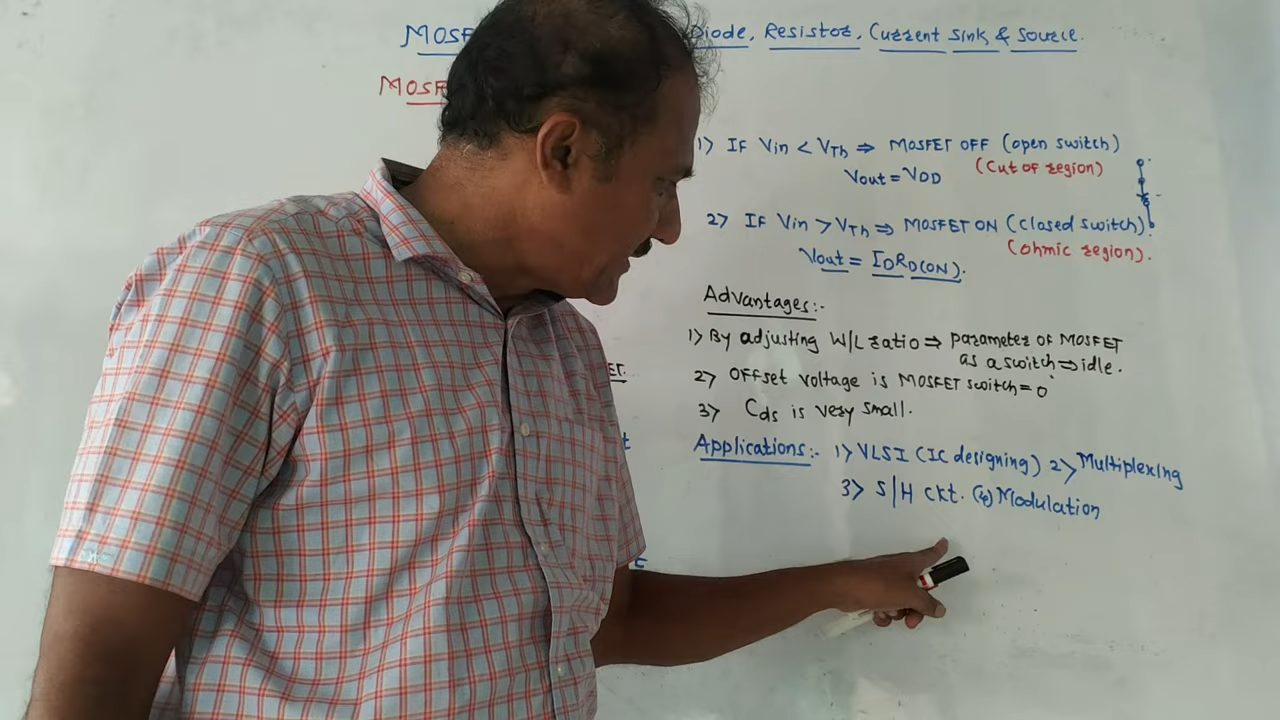 MOSF Diode, Resistor, Current Sink & Source.
MOSF
1) IF Vin < VTh ⇒ MOSFET OFF (open switch)
Vout = VDD (Cut of region)
2) IF Vin > VTh ⇒ MOSFET ON (closed switch).
Vout = IDRD(ON). (ohmic region).
Advantages:-
1) By adjusting W/L ratio ⇒ parameter of MOSFET
as a switch ⇒ idle.
ET.
2) OFFset voltage is MOSFET switch = 0
3) Cds is very small.
t
Applications:- 1) VLSI (IC designing) 2) Multiplexing
3) S/H ckt. (4) Modulation